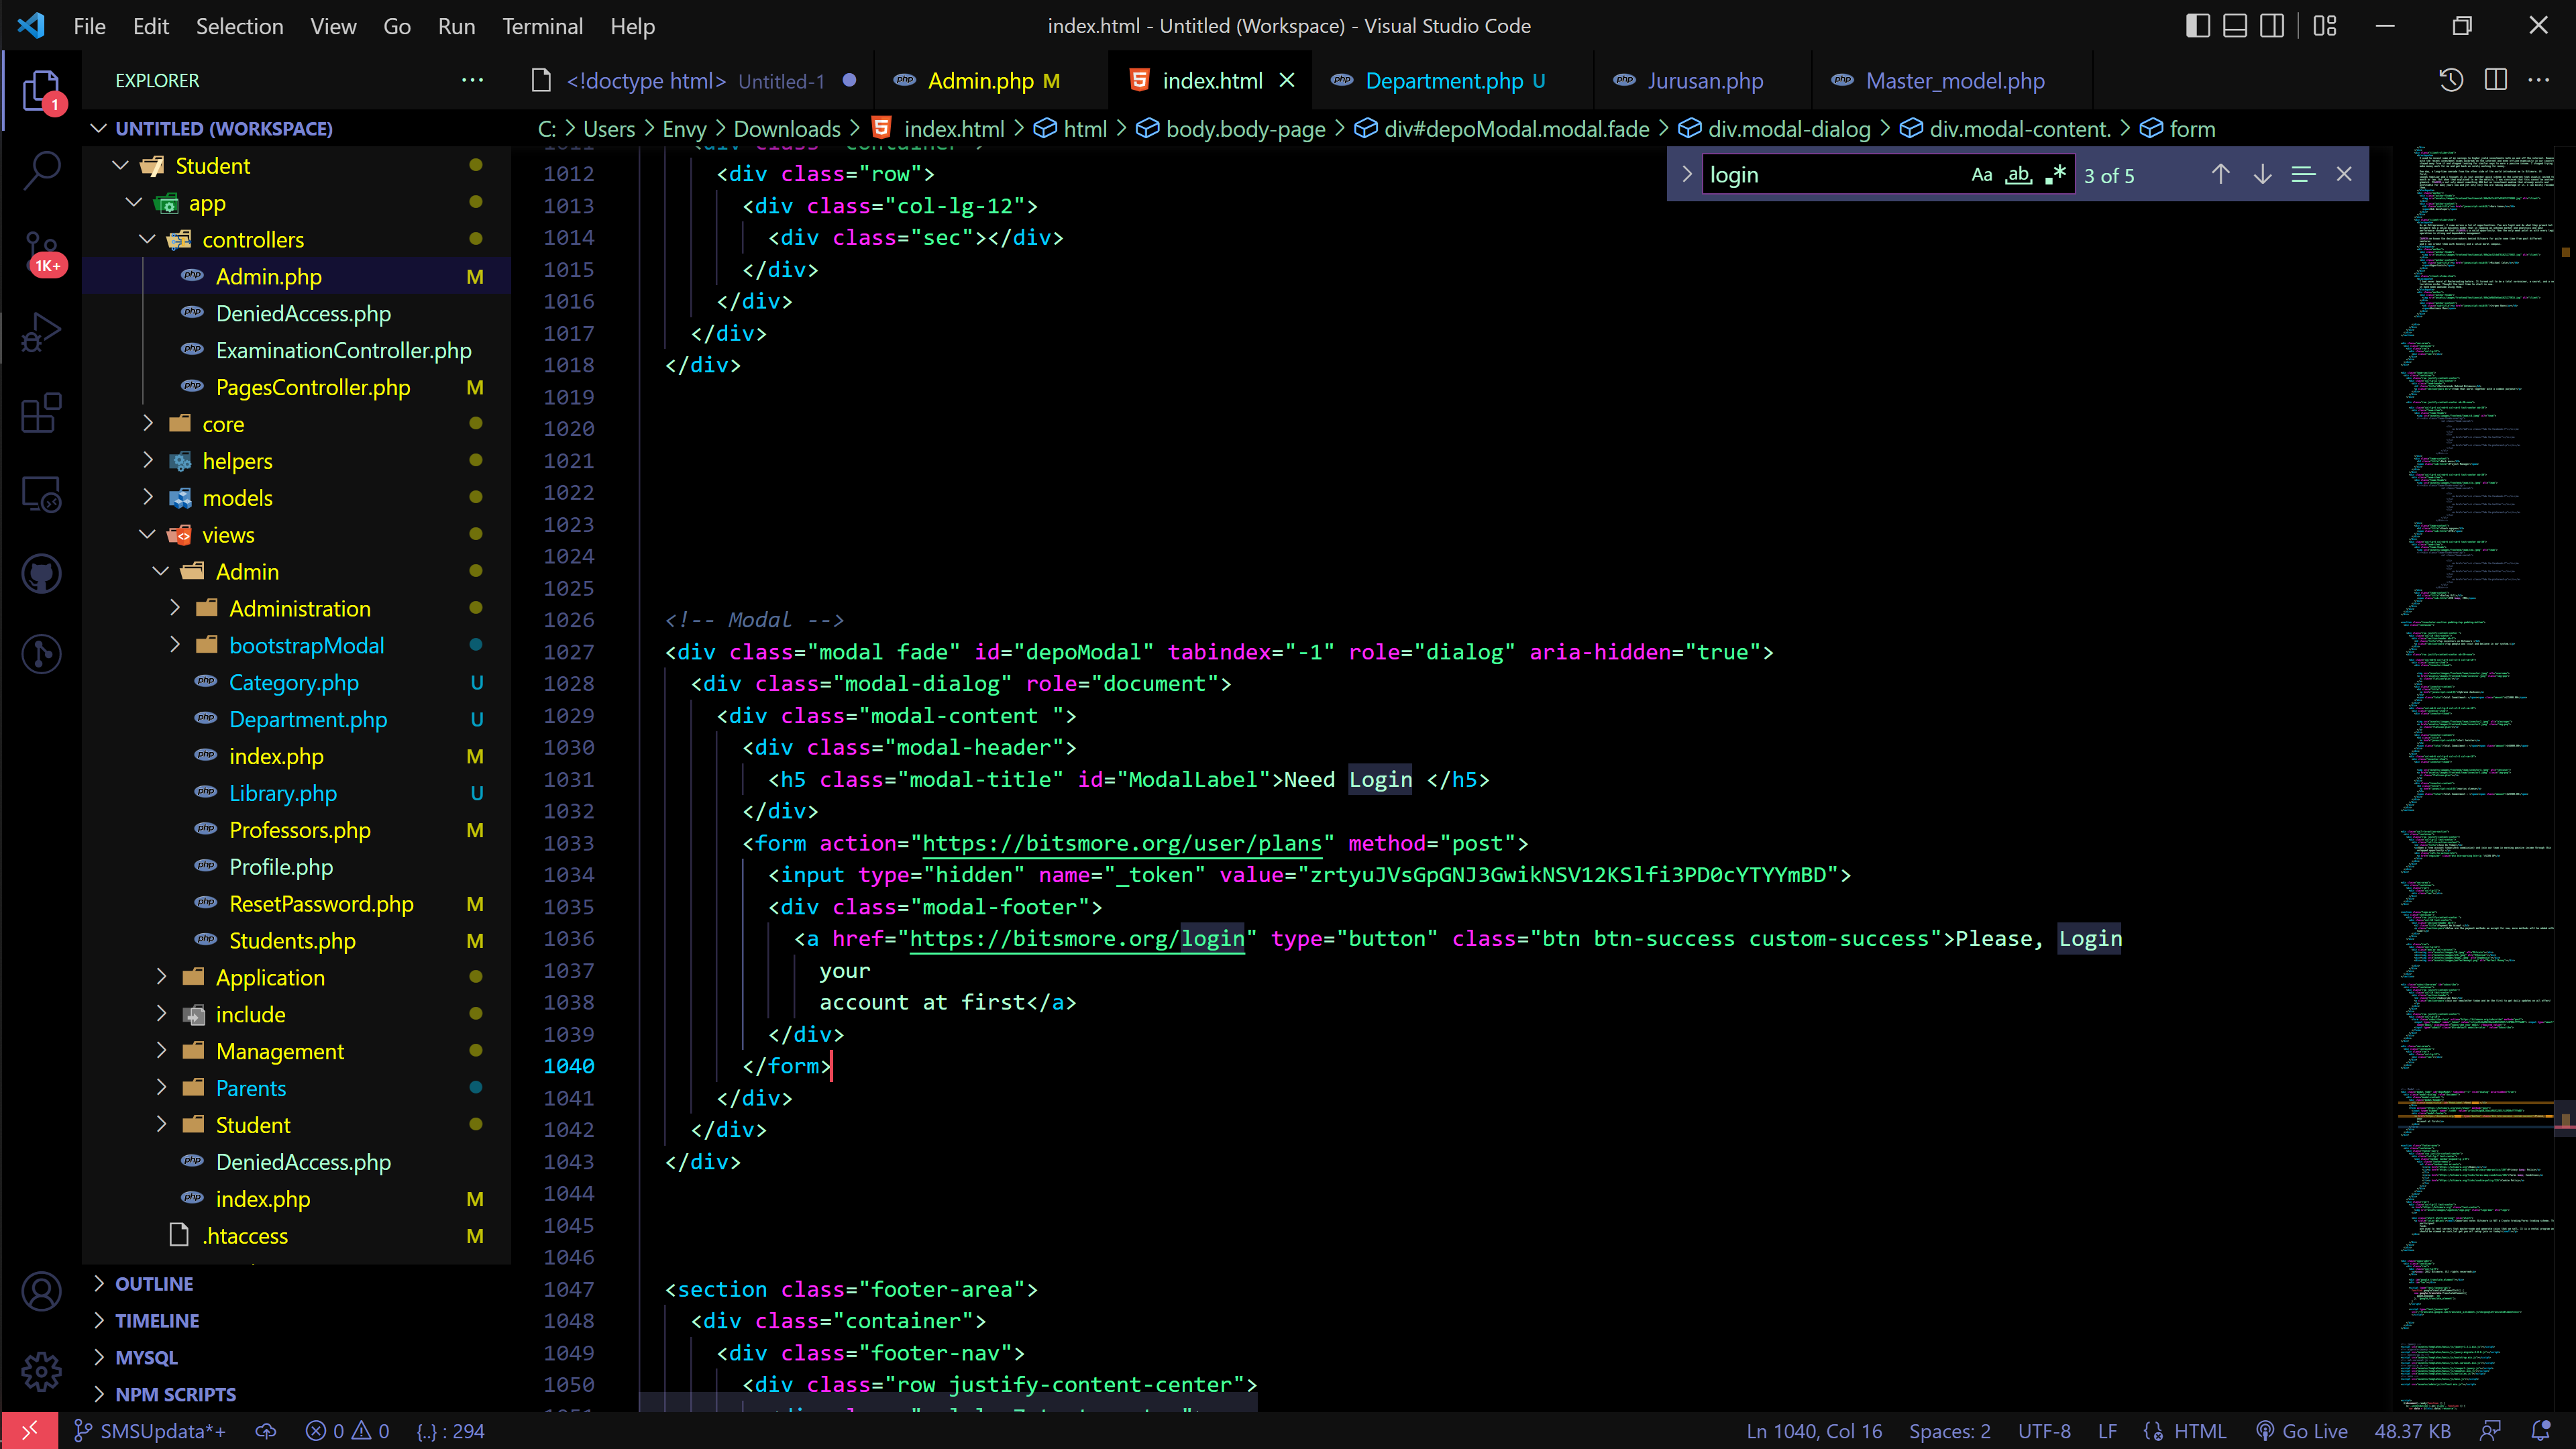 File Edit Selection View Go Run Terminal Help
index.html - Untitled (Workspace) - Visual Studio Code
EXPLORER
<!doctype html> Untitled-1
Admin.php M
index.html
Department.php U
Jurusan.php
Master_model.php
UNTITLED (WORKSPACE)
C: > Users > Envy > Downloads > index.html > html > body.body-page > div#depoModal.modal.fade > div.modal-dialog > div.modal-content. > form
login Aa ab 3 of 5
1
1K+
Student
app
controllers
Admin.php M
DeniedAccess.php
ExaminationController.php
PagesController.php M
core
helpers
models
views
Admin
Administration
bootstrapModal
Category.php U
Department.php U
index.php M
Library.php U
Professors.php M
Profile.php
ResetPassword.php M
Students.php M
Application
include
Management
Parents
Student
DeniedAccess.php
index.php M
.htaccess M
OUTLINE
TIMELINE
MYSQL
NPM SCRIPTS
1012 <div class="row">
1013 <div class="col-lg-12">
1014 <div class="sec"></div>
1015 </div>
1016 </div>
1017 </div>
1018 </div>
1019
1020
1021
1022
1023
1024
1025
1026 <!-- Modal -->
1027 <div class="modal fade" id="depoModal" tabindex="-1" role="dialog" aria-hidden="true">
1028 <div class="modal-dialog" role="document">
1029 <div class="modal-content ">
1030 <div class="modal-header">
1031 <h5 class="modal-title" id="ModalLabel">Need Login </h5>
1032 </div>
1033 <form action="https://bitsmore.org/user/plans" method="post">
1034 <input type="hidden" name="_token" value="zrtyuJVsGpGNJ3GwikNSV12KSlfi3PD0cYTYYmBD">
1035 <div class="modal-footer">
1036 <a href="https://bitsmore.org/login" type="button" class="btn btn-success custom-success">Please, Login
1037 your
1038 account at first</a>
1039 </div>
1040 </form>
1041 </div>
1042 </div>
1043 </div>
1044
1045
1046
1047 <section class="footer-area">
1048 <div class="container">
1049 <div class="footer-nav">
1050 <div class="row justify-content-center">
SMSUpdata*+ 0 0 {..} : 294
Ln 1040, Col 16 Spaces: 2 UTF-8 LF HTML Go Live 48.37 KB